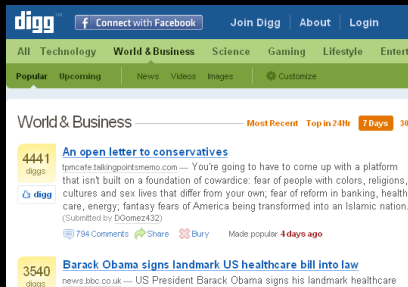 digg Connect with Facebook Join Digg About Login
All Technology World & Business Science Gaming Lifestyle Entert
Popular Upcoming News Videos Images Customize
World & Business Most Recent Top in 24Hr 7 Days 30
4441 An open letter to conservatives
diggs tpmcafe.talkingpointsmemo.com — You're going to have to come up with a platform
digg that isn't built on a foundation of cowardice: fear of people with colors, religions,
cultures and sex lives that differ from your own; fear of reform in banking, health
care, energy; fantasy fears of America being transformed into an Islamic nation.
(Submitted by DGomez432)
794 Comments Share Bury Made popular 4 days ago
3540 Barack Obama signs landmark US healthcare bill into law
diggs news.bbc.co.uk — US President Barack Obama signs his landmark healthcare